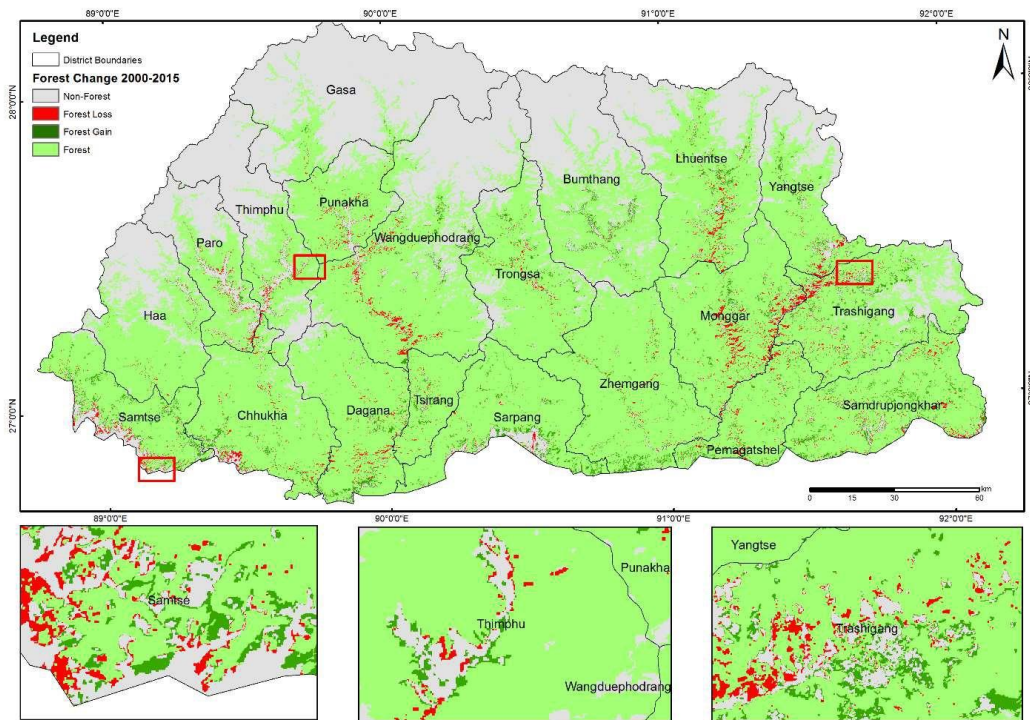 89°0'0"E 90°0'0"E 91°0'0"E 92°0'0"E
Legend
District Boundaries
Forest Change 2000-2015
Non-Forest
Forest Loss
Forest Gain
Forest
N
28°0'0"N
27°0'0"N
Gasa
Lhuentse
Bumthang
Yangtse
Punakha
Thimphu
Wangduephodrang
Paro
Trongsa
Haa
Monggar
Trashigang
Zhemgang
Samtse
Chhukha
Dagana
Tsirang
Sarpang
Samdrupjongkhar
Pemagatshel
km
0 15 30 60
89°0'0"E 90°0'0"E 91°0'0"E 92°0'0"E
Samtse
Punakha
Thimphu
Wangduephodrang
Yangtse
Trashigang